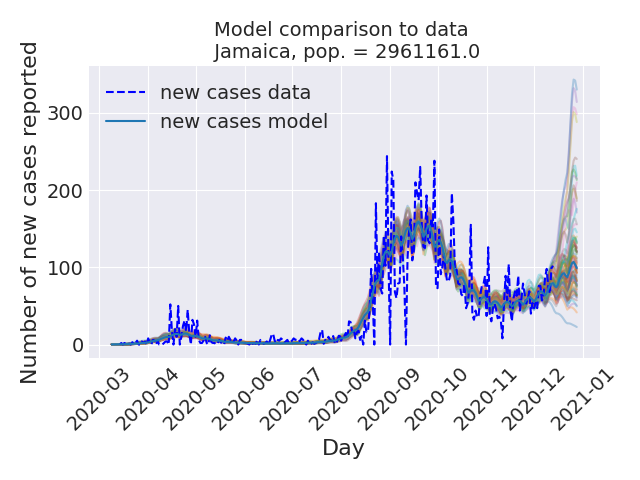 Model comparison to data
Jamaica, pop. = 2961161.0
Number of new cases reported
300
200
100
0
new cases data
new cases model
2020-03
2020-04
2020-05
2020-06
2020-07
2020-08
2020-09
2020-10
2020-11
2020-12
2021-01
Day